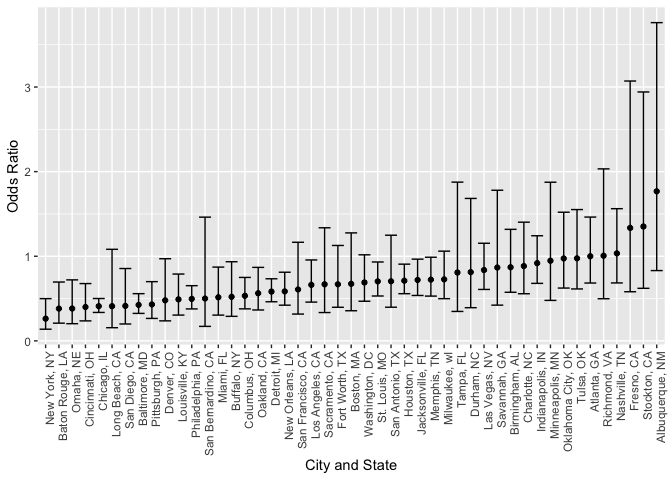 Odds Ratio
3
2
1
0
New York, NY
Baton Rouge, LA
Omaha, NE
Cincinnati, OH
Chicago, IL
Long Beach, CA
San Diego, CA
Baltimore, MD
Pittsburgh, PA
Denver, CO
Louisville, KY
Philadelphia, PA
San Bernardino, CA
Miami, FL
Buffalo, NY
Columbus, OH
Oakland, CA
Detroit, MI
New Orleans, LA
San Francisco, CA
Los Angeles, CA
Sacramento, CA
Fort Worth, TX
Boston, MA
Washington, DC
St. Louis, MO
San Antonio, TX
Houston, TX
Jacksonville, FL
Memphis, TN
Milwaukee, wI
Tampa, FL
Durham, NC
Las Vegas, NV
Savannah, GA
Birmingham, AL
Charlotte, NC
Indianapolis, IN
Minneapolis, MN
Oklahoma City, OK
Tulsa, OK
Atlanta, GA
Richmond, VA
Nashville, TN
Fresno, CA
Stockton, CA
Albuquerque, NM
City and State